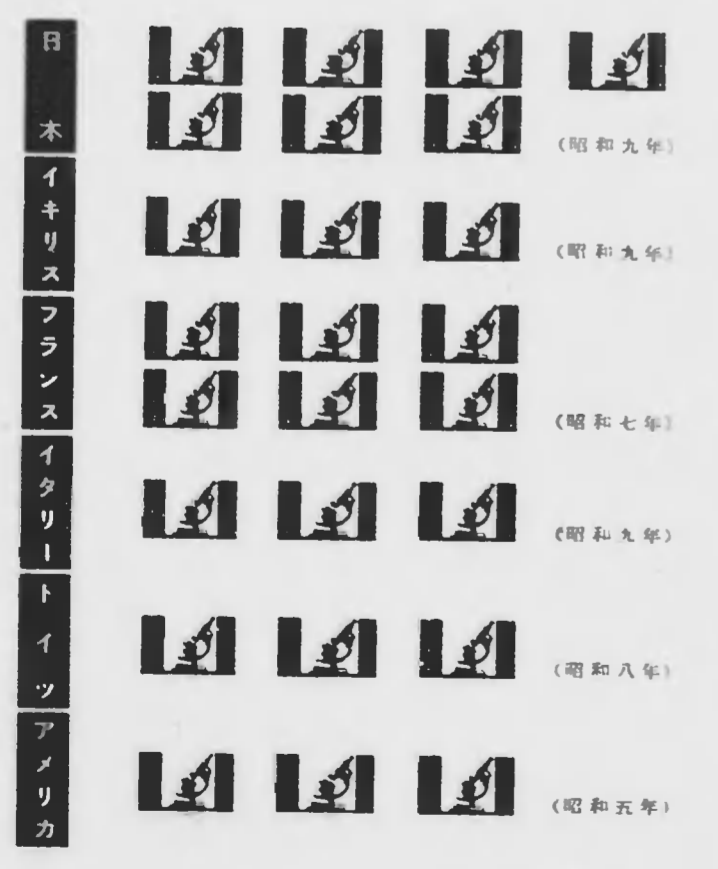 日本
(昭和九年)
イキリス
(昭和九年)
フランス
(昭和七年)
イタリー
(昭和九年)
トイツ
(昭和八年)
アメリカ
(昭和五年)